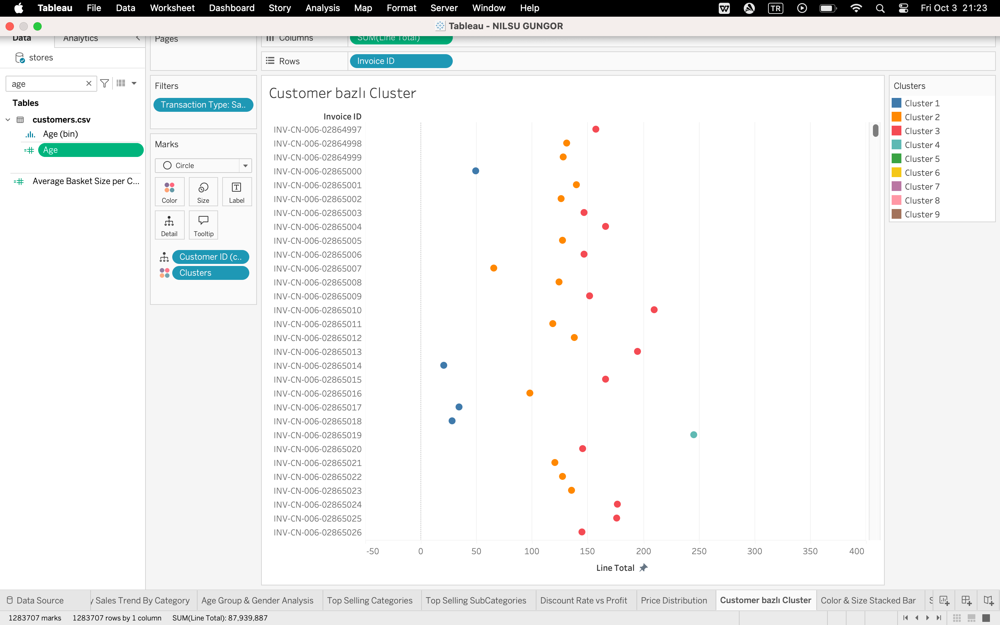 Tableau File Data Worksheet Dashboard Story Analysis Map Format Server Window Help TR Fri Oct 3 21:23
Tableau - NILSU GUNGOR
Data Analytics
stores
age
Tables
customers.csv
Age (bin)
Age
Average Basket Size per C...
Pages
Filters
Transaction Type: Sa..
Marks
Circle
Color Size Label
Detail Tooltip
Customer ID (c..
Clusters
Columns SUM(Line Total)
Rows Invoice ID
Customer bazlı Cluster
Invoice ID
INV-CN-006-02864997
INV-CN-006-02864998
INV-CN-006-02864999
INV-CN-006-02865000
INV-CN-006-02865001
INV-CN-006-02865002
INV-CN-006-02865003
INV-CN-006-02865004
INV-CN-006-02865005
INV-CN-006-02865006
INV-CN-006-02865007
INV-CN-006-02865008
INV-CN-006-02865009
INV-CN-006-02865010
INV-CN-006-02865011
INV-CN-006-02865012
INV-CN-006-02865013
INV-CN-006-02865014
INV-CN-006-02865015
INV-CN-006-02865016
INV-CN-006-02865017
INV-CN-006-02865018
INV-CN-006-02865019
INV-CN-006-02865020
INV-CN-006-02865021
INV-CN-006-02865022
INV-CN-006-02865023
INV-CN-006-02865024
INV-CN-006-02865025
INV-CN-006-02865026
-50 0 50 100 150 200 250 300 350 400
Line Total
Clusters
Cluster 1
Cluster 2
Cluster 3
Cluster 4
Cluster 5
Cluster 6
Cluster 7
Cluster 8
Cluster 9
Data Source y Sales Trend By Category Age Group & Gender Analysis Top Selling Categories Top Selling SubCategories Discount Rate vs Profit Price Distribution Customer bazlı Cluster Color & Size Stacked Bar
1283707 marks 1283707 rows by 1 column SUM(Line Total): 87,939,887